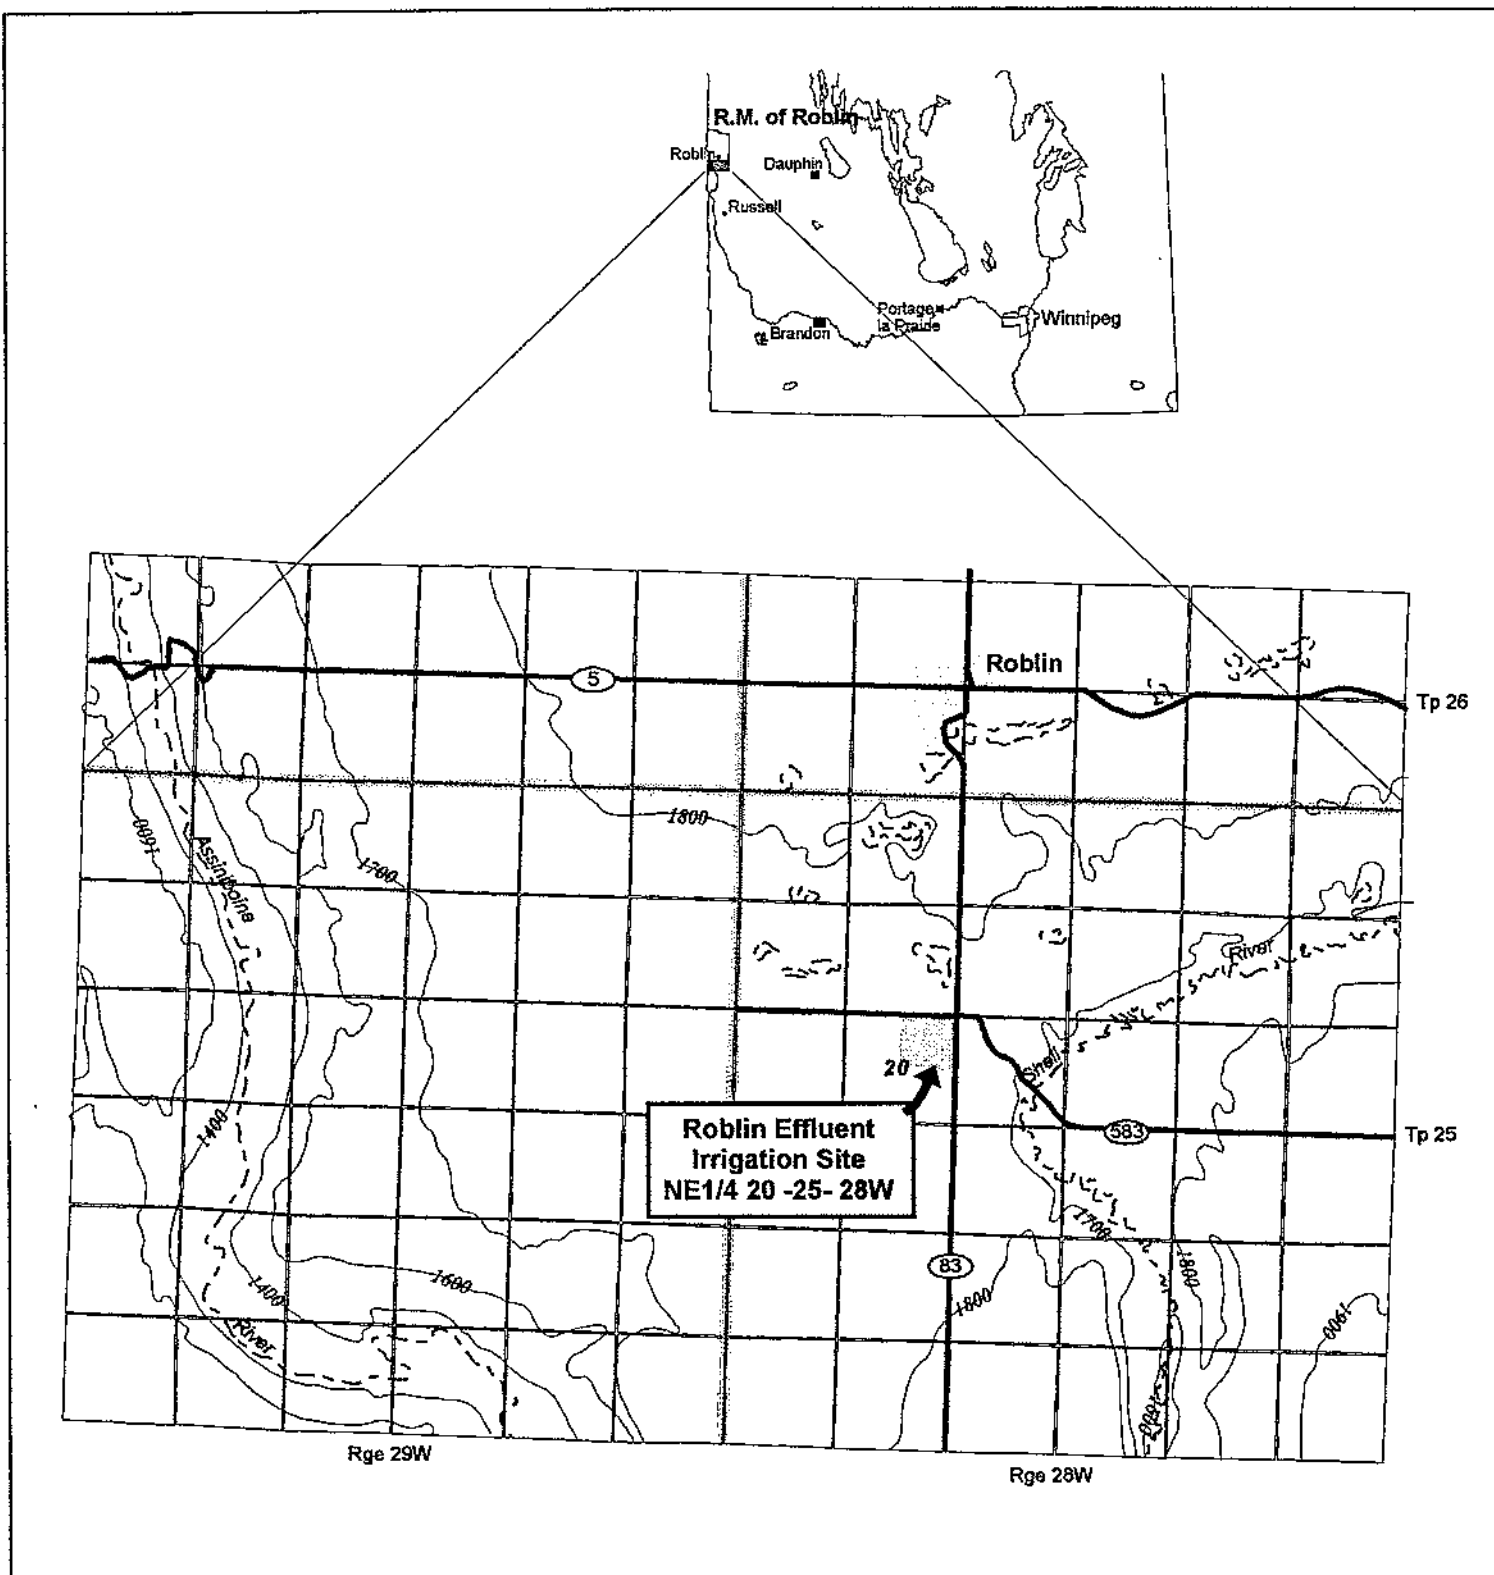 R.M. of Roblin
Roblin
Dauphin
Russell
Portage
la Prairie
Winnipeg
Brandon
Roblin
5
Tp 26
1800
1600
Assiniboine
1700
River
20
Shell
Roblin Effluent
Irrigation Site
NE1/4 20 -25- 28W
583
Tp 25
1400
1700
83
1800
1400
1600
1800
1900
River
1600
Rge 29W
Rge 28W